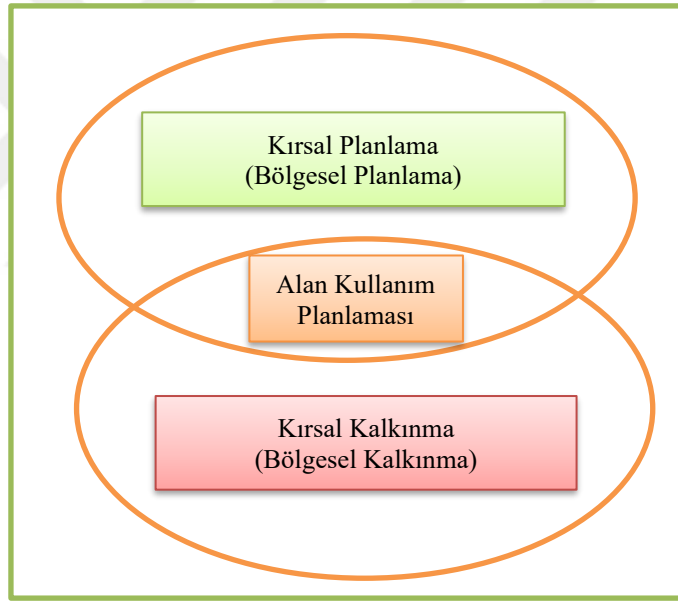 Kırsal Planlama
(Bölgesel Planlama)
Alan Kullanım
Planlaması
Kırsal Kalkınma
(Bölgesel Kalkınma)